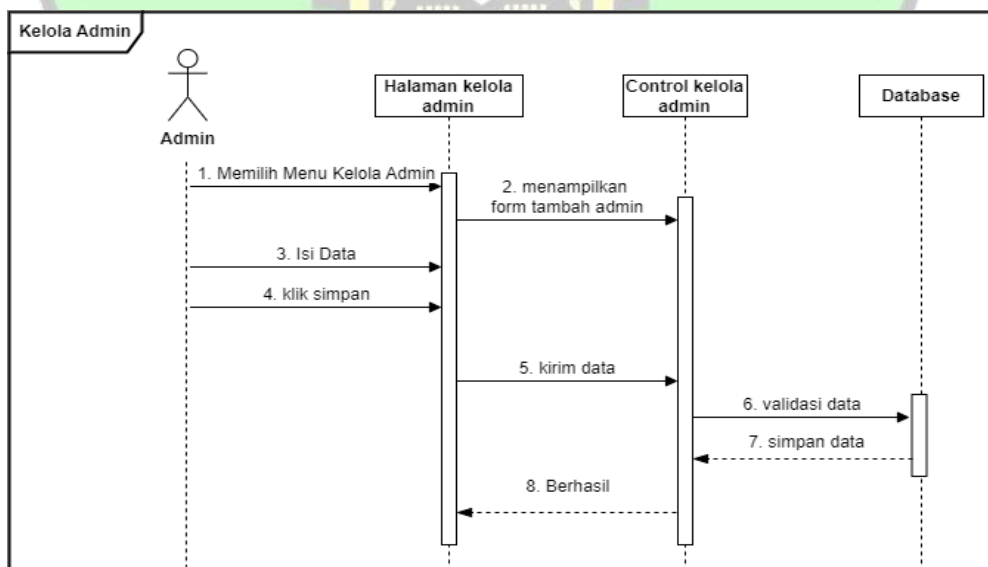 Kelola Admin
Admin
Halaman kelola
admin
Control kelola
admin
Database
1. Memilih Menu Kelola Admin
2. menampilkan
form tambah admin
3. Isi Data
4. klik simpan
5. kirim data
6. validasi data
7. simpan data
8. Berhasil